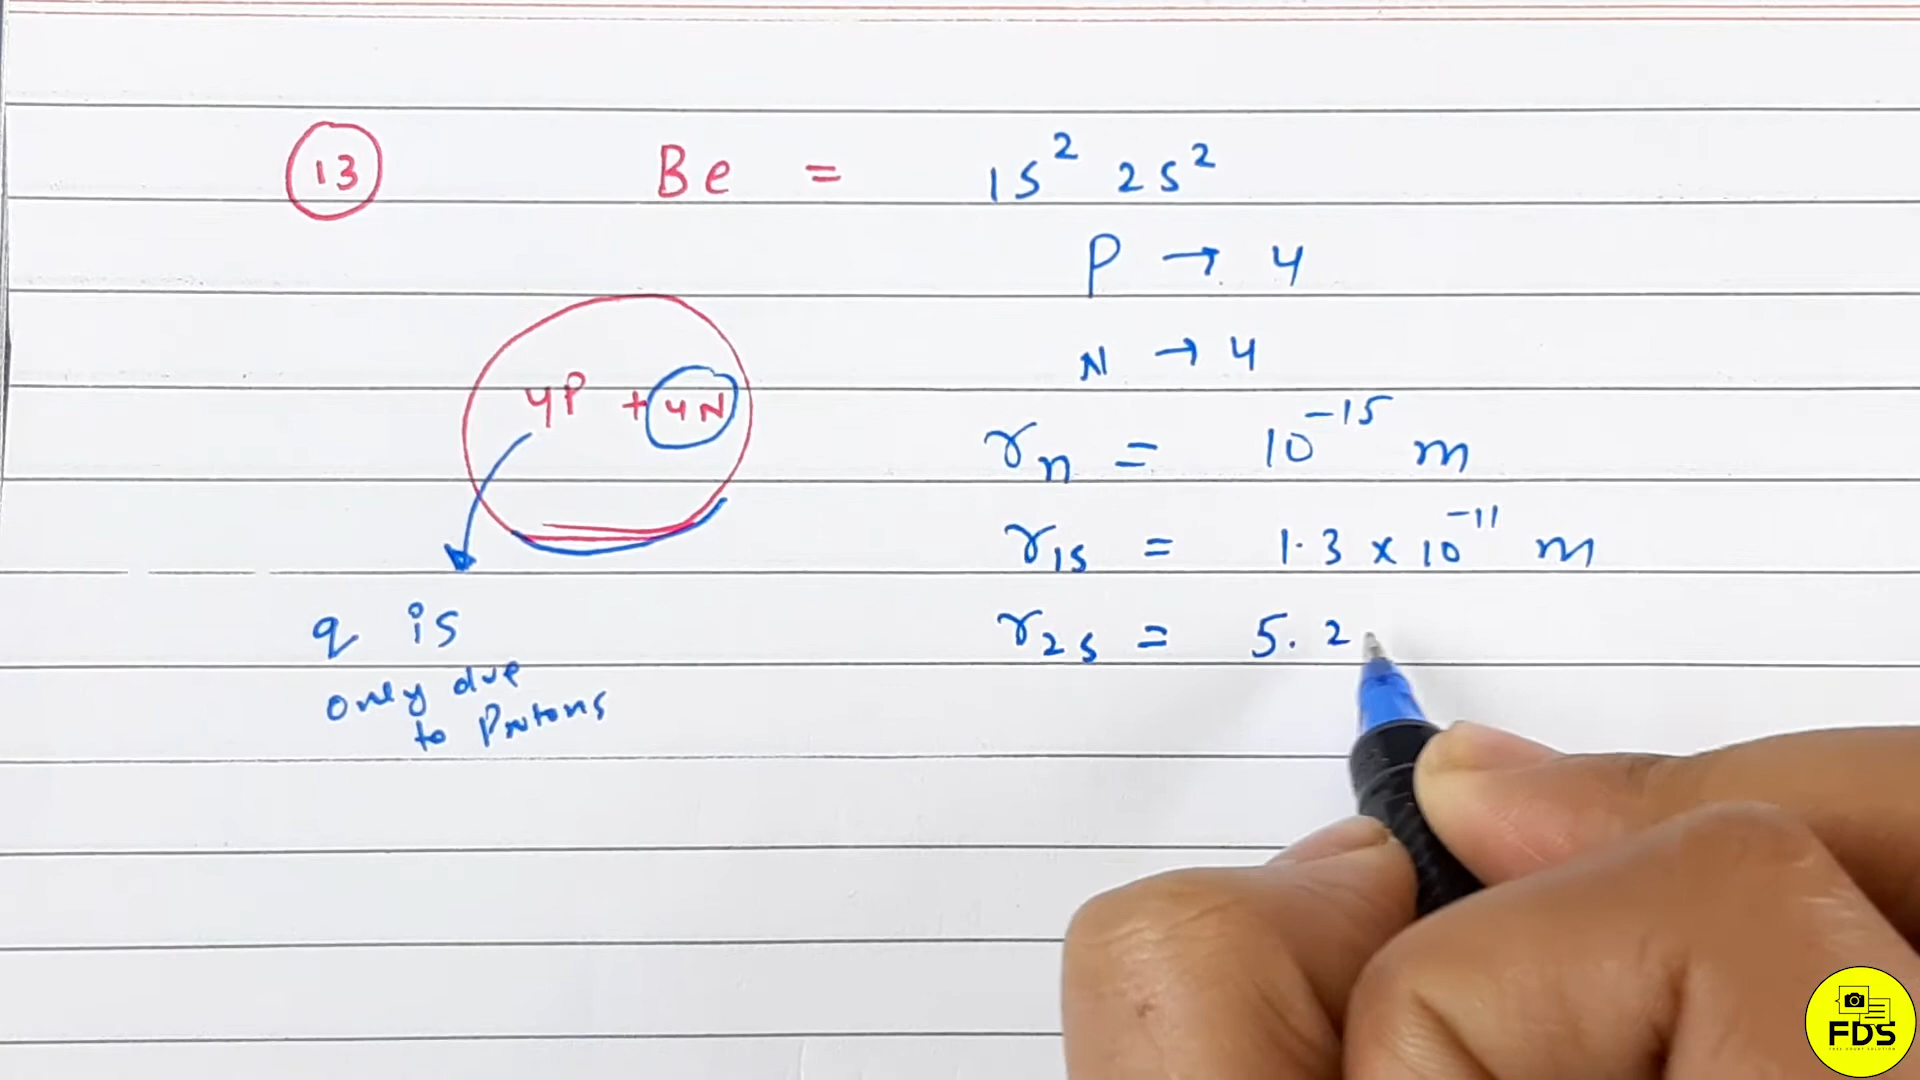 13 Be = 1s² 2s²
P → 4
4P + 4N
N → 4
rₙ = 10⁻¹⁵ m
r₁ₛ = 1.3 × 10⁻¹¹ m
q is
r₂ₛ = 5.2
only due
to Protons
FDS